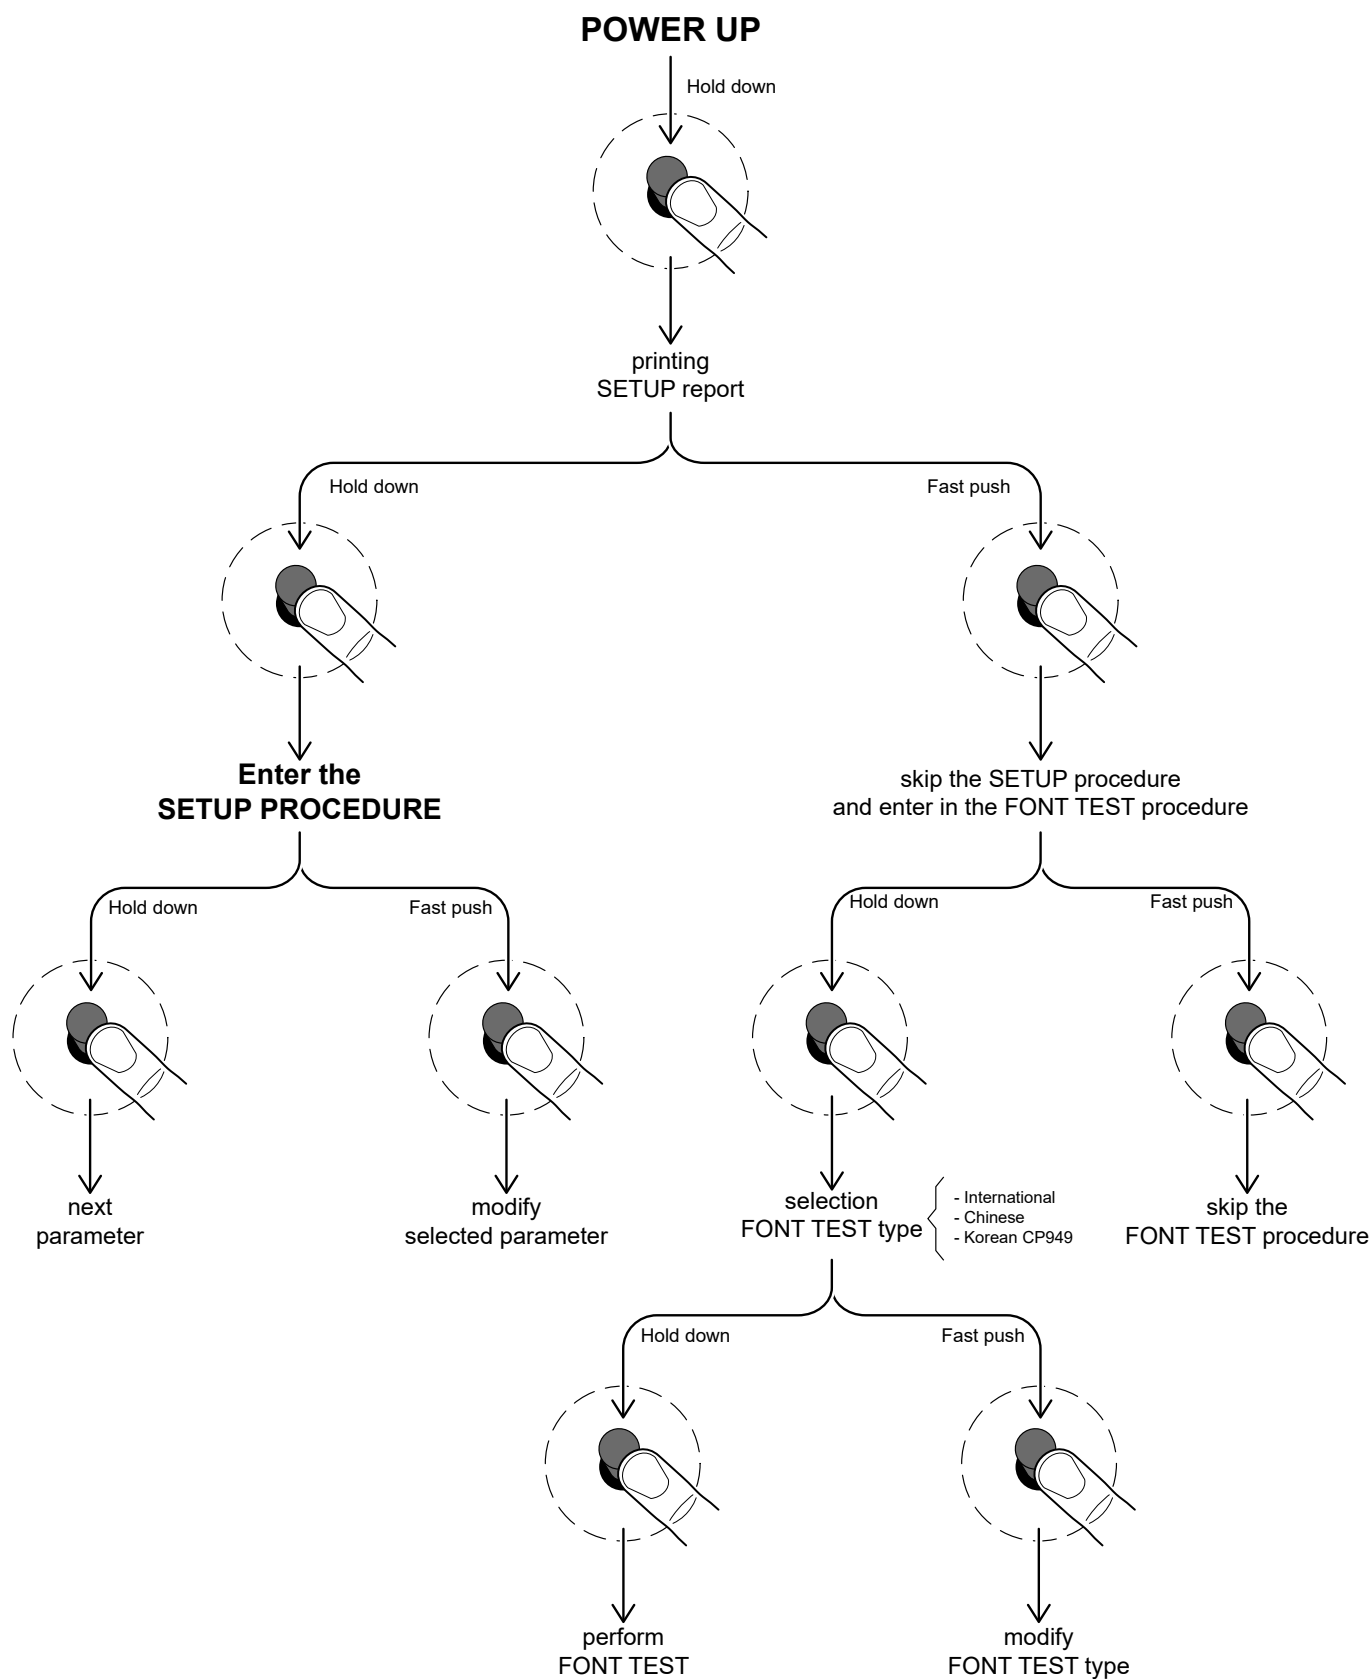 POWER UP
Hold down
printing
SETUP report
Hold down
Fast push
Enter the
SETUP PROCEDURE
skip the SETUP procedure
and enter in the FONT TEST procedure
Hold down
Fast push
Hold down
Fast push
next
parameter
modify
selected parameter
selection
FONT TEST type
- International
- Chinese
- Korean CP949
skip the
FONT TEST procedure
Hold down
Fast push
perform
FONT TEST
modify
FONT TEST type